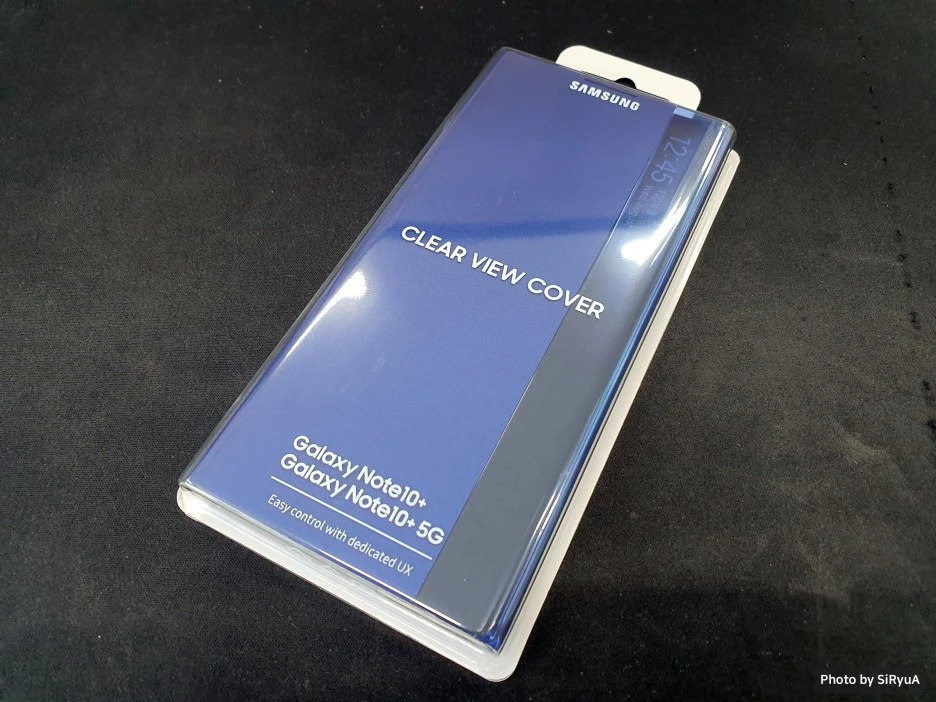 SAMSUNG
12:45
CLEAR VIEW COVER
Galaxy Note10+
Galaxy Note10+ 5G
Easy control with dedicated UX
Photo by SiRyuA